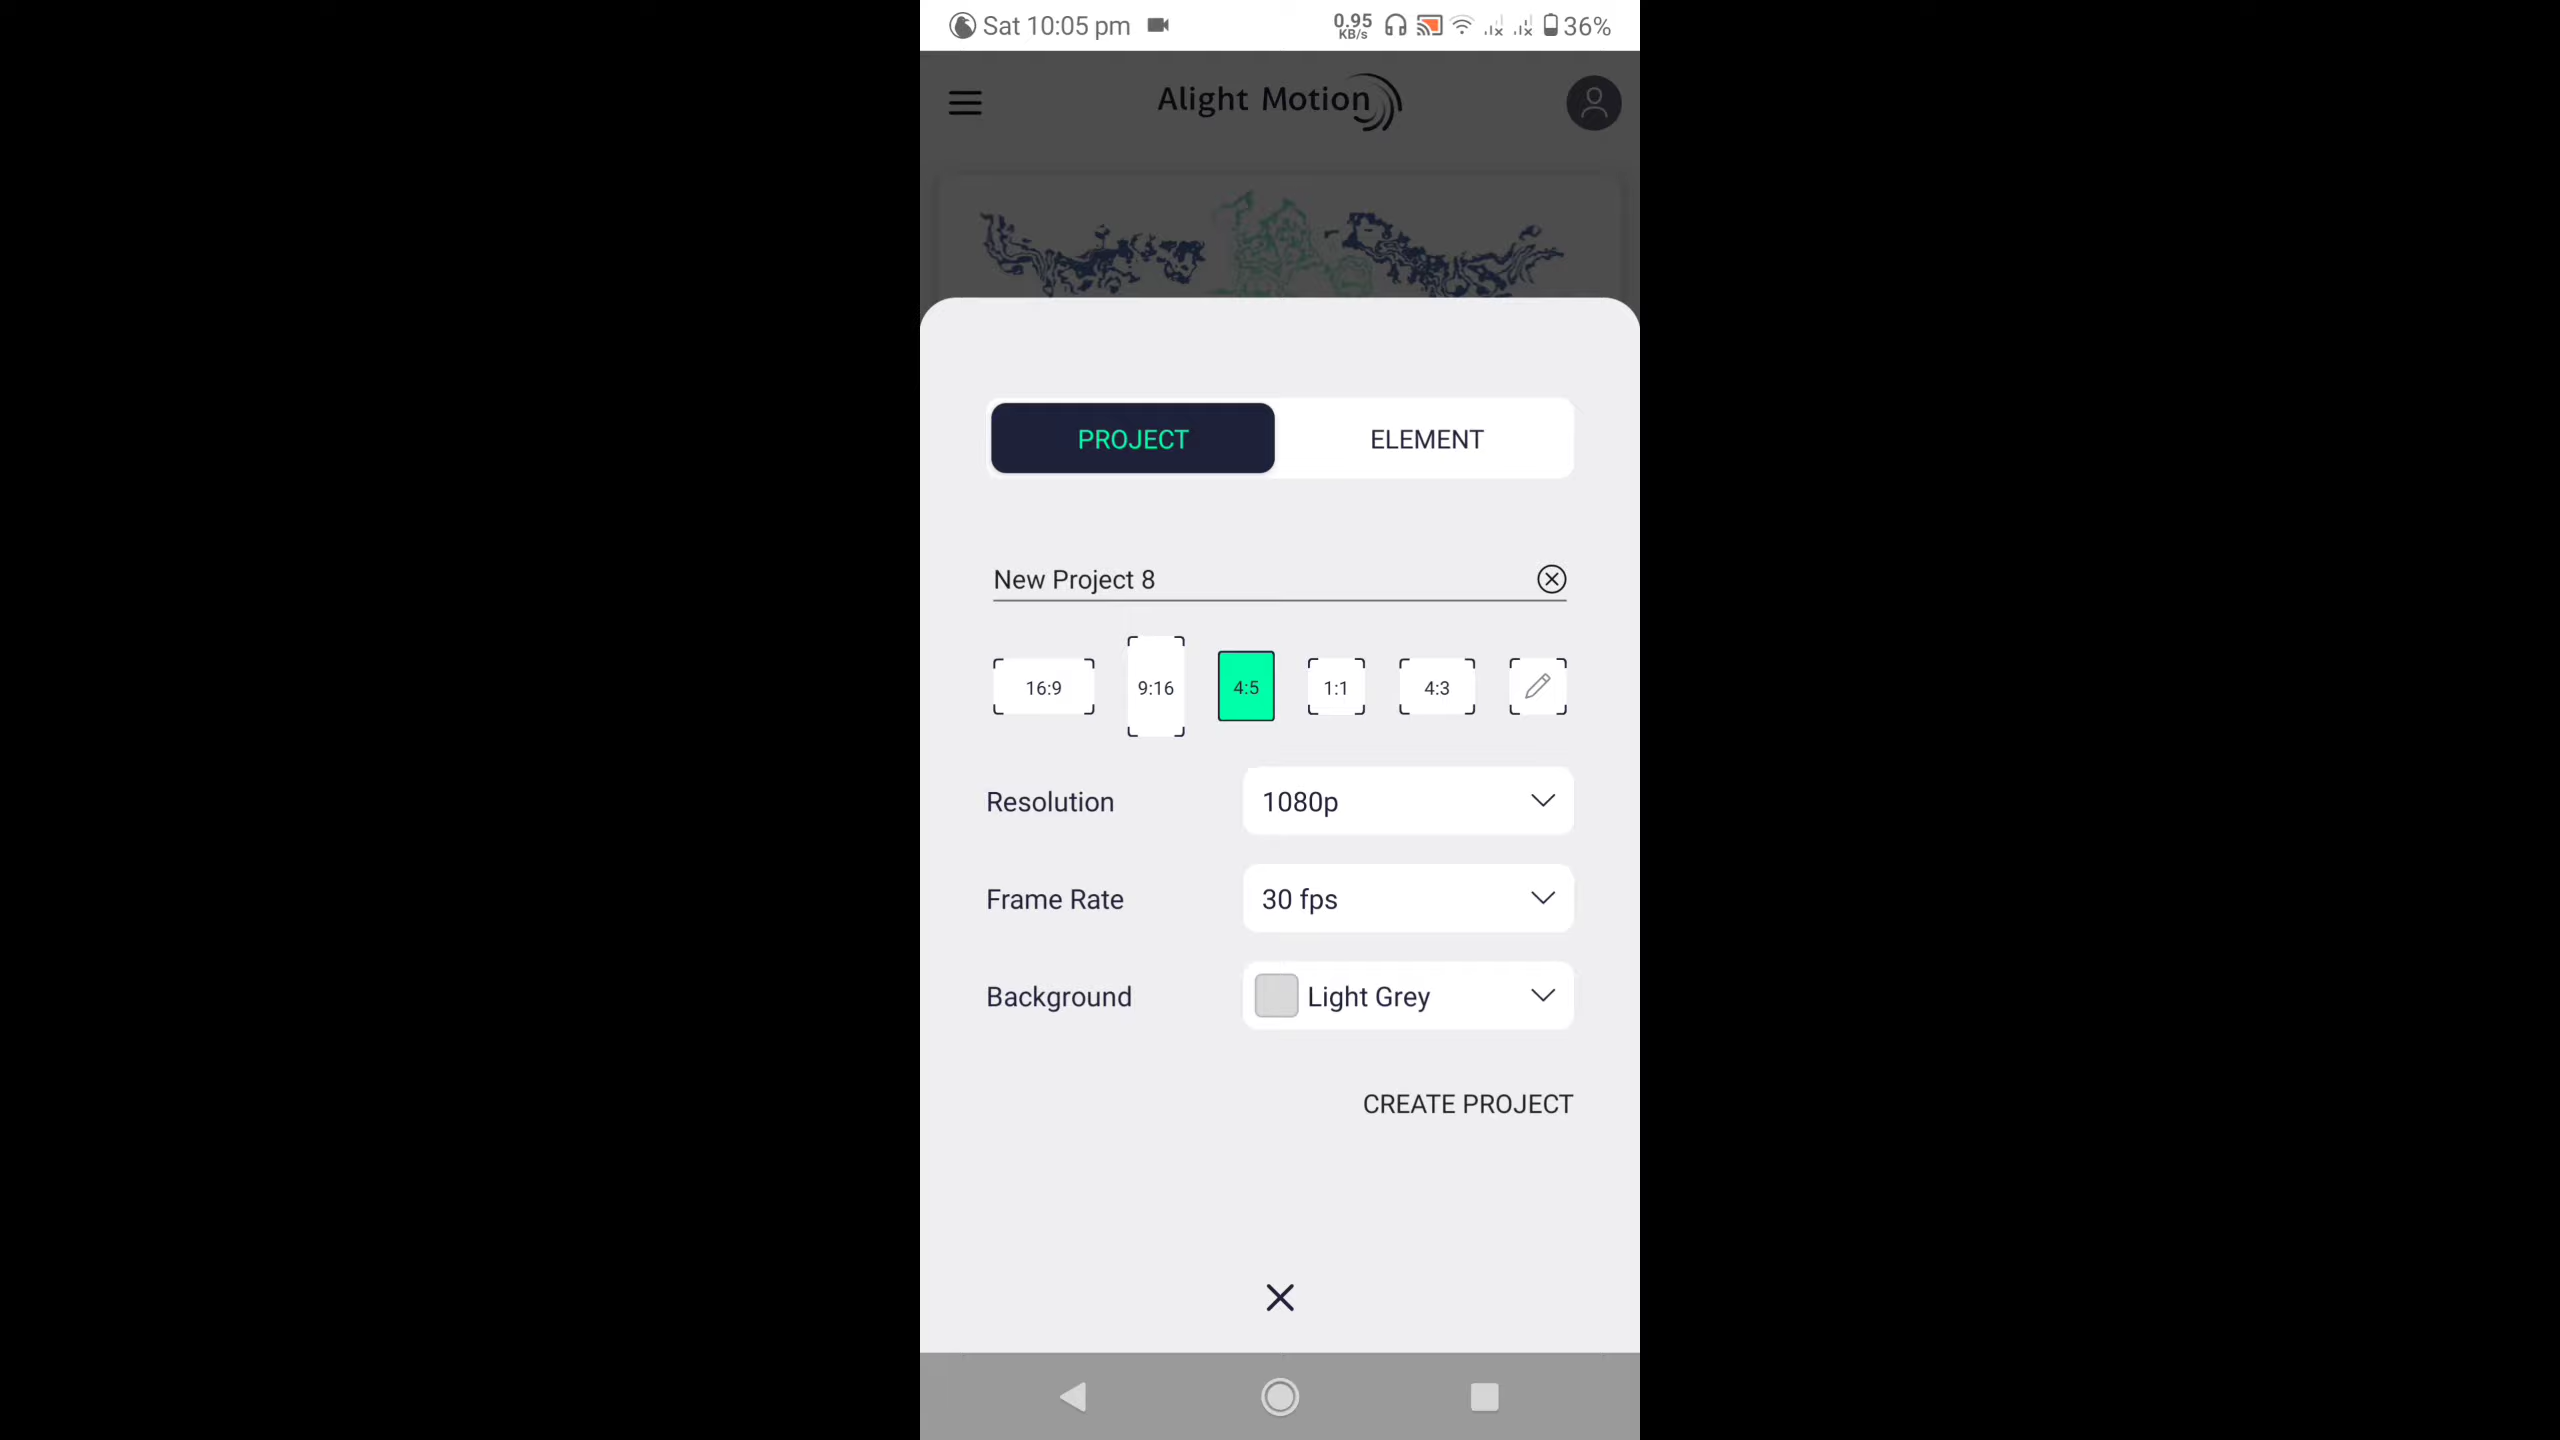 Sat 10:05 pm
0.95 KB/s
36%
Alight Motion
PROJECT ELEMENT
New Project 8
16:9 9:16 4:5 1:1 4:3
Resolution 1080p
Frame Rate 30 fps
Background Light Grey
CREATE PROJECT